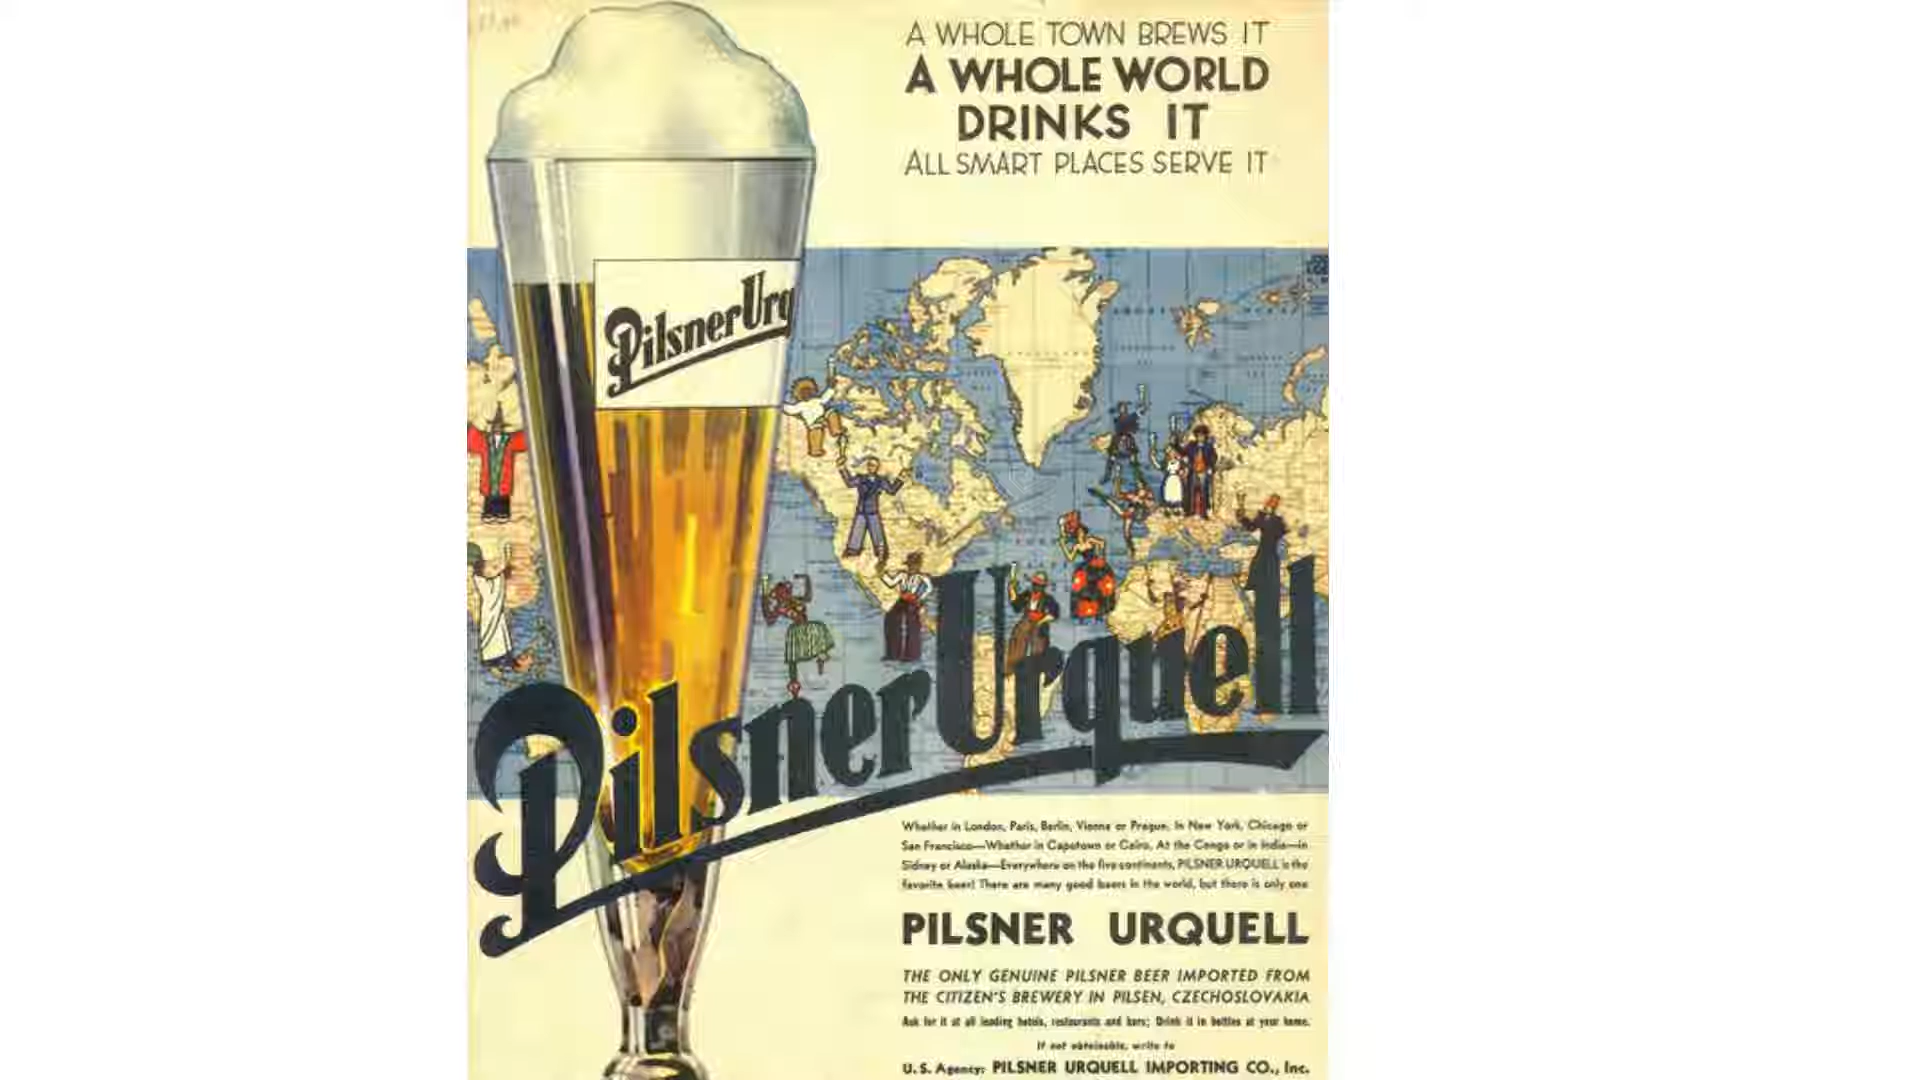 A WHOLE TOWN BREWS IT
A WHOLE WORLD
DRINKS IT
ALL SMART PLACES SERVE IT
Pilsner Urq
Pilsner Urquell
Whether in London, Paris, Berlin, Vienna or Prague. In New York, Chicago or
San Francisco—Whether in Capetown or Cairo. At the Congo or in India—in
Sidney or Alaska—Everywhere on the five continents, PILSNER URQUELL is the
favorite beer! There are many good beers in the world, but there is only one
PILSNER URQUELL
THE ONLY GENUINE PILSNER BEER IMPORTED FROM
THE CITIZEN'S BREWERY IN PILSEN, CZECHOSLOVAKIA
Ask for it at all leading hotels, restaurants and bars; Drink it in bottles at your home.
If not obtainable, write to
U. S. Agency: PILSNER URQUELL IMPORTING CO., Inc.